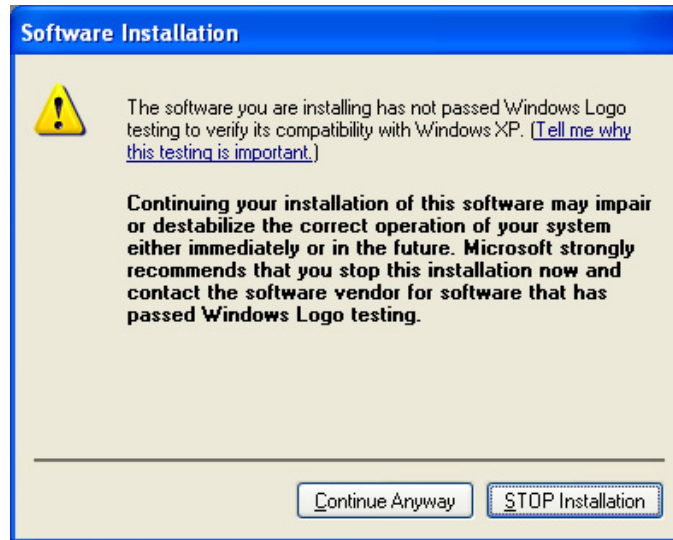 Software Installation
The software you are installing has not passed Windows Logo
testing to verify its compatibility with Windows XP. (Tell me why
this testing is important.)
Continuing your installation of this software may impair
or destabilize the correct operation of your system
either immediately or in the future. Microsoft strongly
recommends that you stop this installation now and
contact the software vendor for software that has
passed Windows Logo testing.
Continue Anyway
STOP Installation